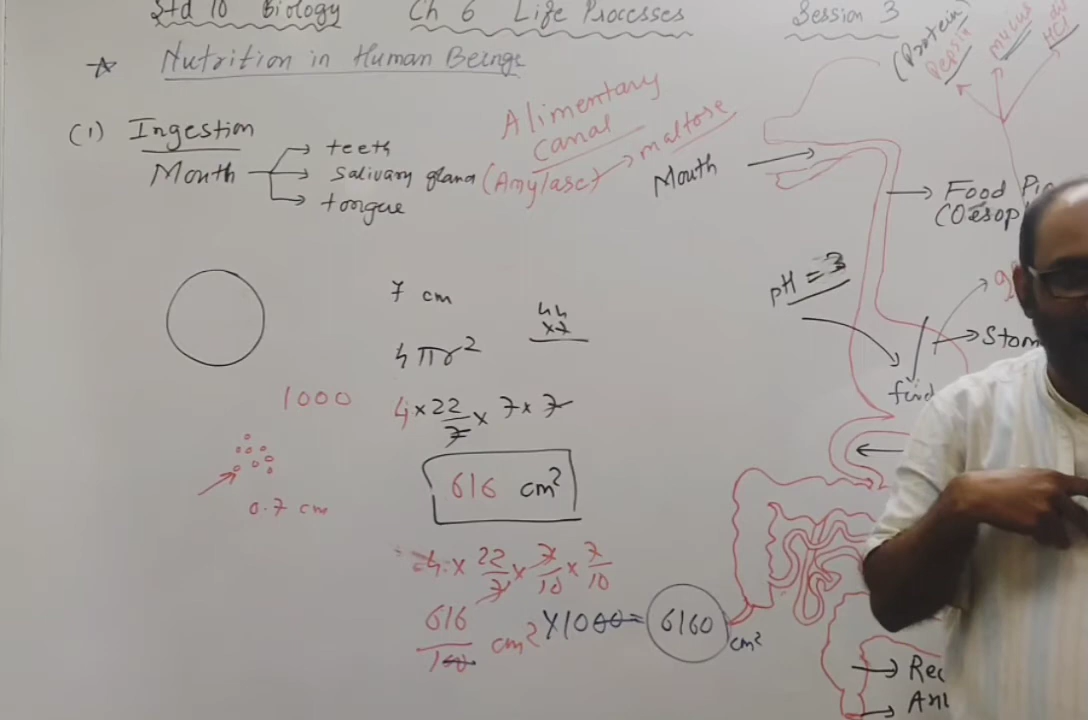 Std 10 Biology Ch 6 Life Processes Session 3
Nutrition in Human Beings
(1) Ingestion
Mouth
teeth
Salivary gland (Amylase) → maltose
tongue
Alimentary
canal
Mouth
(Protein)
Pepsin
mucus
HCl
Food Pi
(Oesop
pH = 3
Stom
food
7 cm
4πr²
44
×7
4 × 22/7 × 7 × 7
616 cm²
1000
0.7 cm
4 × 22/7 × 7/10 × 7/10
616/100 cm² × 1000 = 6160 cm²
Rec
An